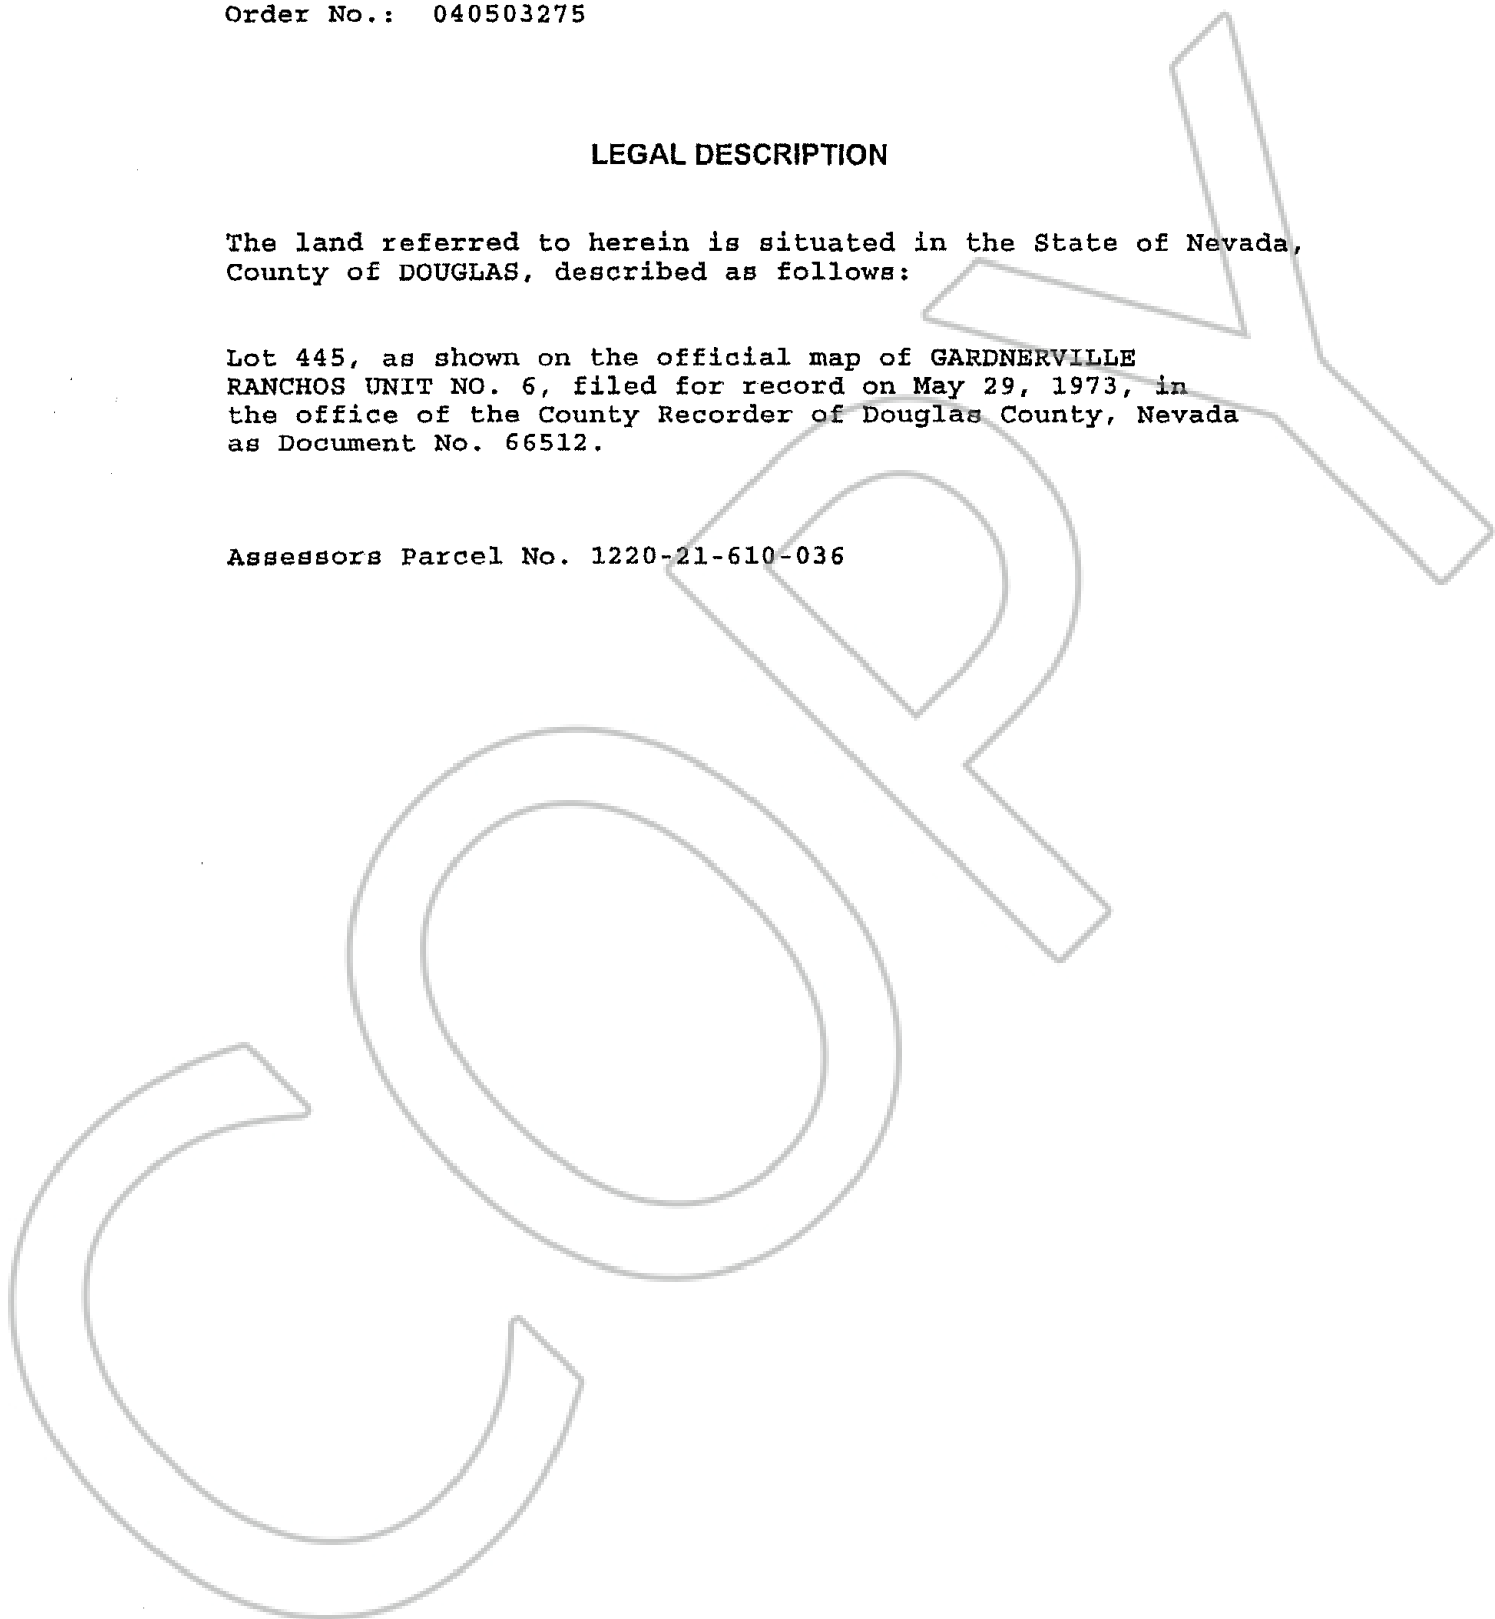 Order No.: 040503275
LEGAL DESCRIPTION
The land referred to herein is situated in the State of Nevada,
County of DOUGLAS, described as follows:
Lot 445, as shown on the official map of GARDNERVILLE
RANCHOS UNIT NO. 6, filed for record on May 29, 1973, in
the office of the County Recorder of Douglas County, Nevada
as Document No. 66512.
Assessors Parcel No. 1220-21-610-036
COPY